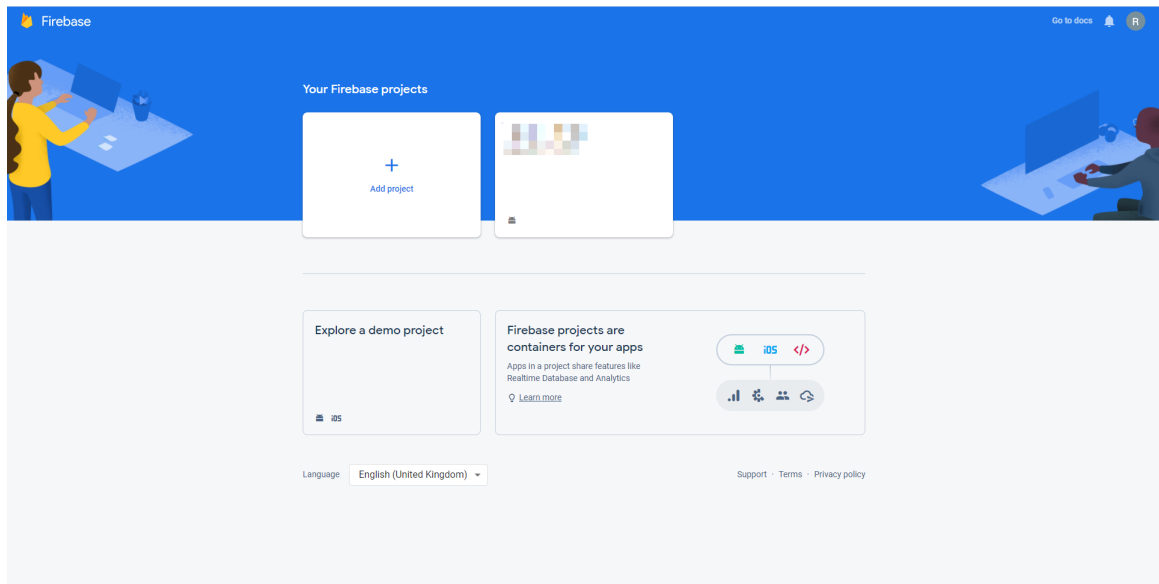 Firebase
Go to docs
R
Your Firebase projects
Add project
Explore a demo project
iOS
Firebase projects are
containers for your apps
Apps in a project share features like
Realtime Database and Analytics
Learn more
iOS </>
Language English (United Kingdom)
Support · Terms · Privacy policy